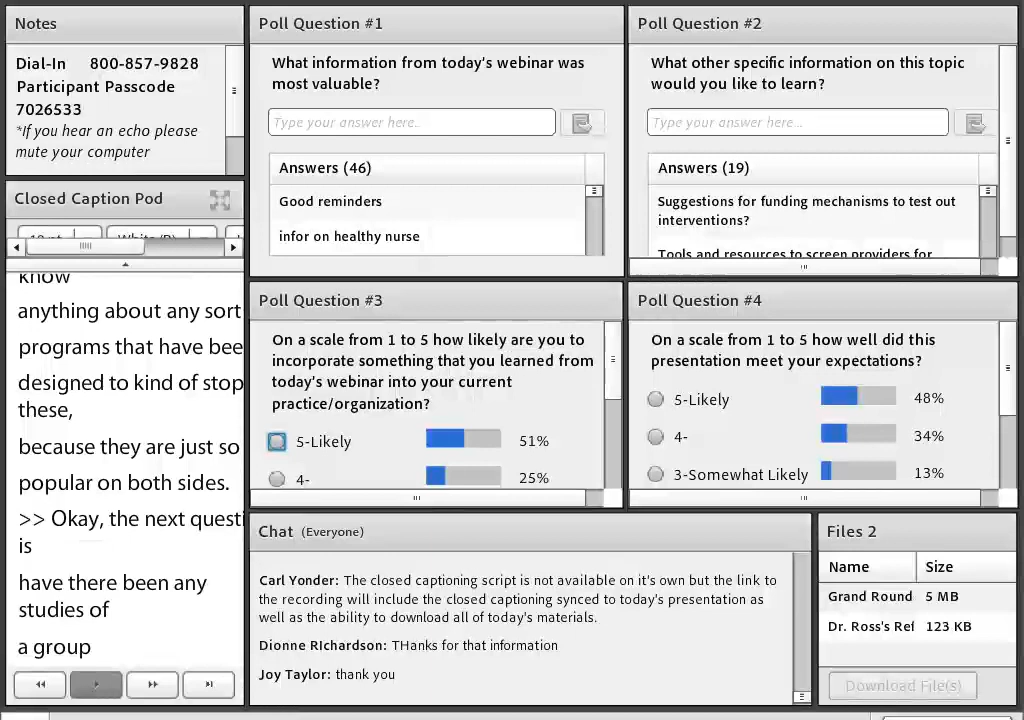 Notes
Dial-In 800-857-9828
Participant Passcode
7026533
*If you hear an echo please
mute your computer
Closed Caption Pod
know
anything about any sort
programs that have bee
designed to kind of stop
these,
because they are just so
popular on both sides.
>> Okay, the next questi
is
have there been any
studies of
a group
Poll Question #1
What information from today's webinar was
most valuable?
Type your answer here...
Answers (46)
Good reminders
infor on healthy nurse
Poll Question #2
What other specific information on this topic
would you like to learn?
Type your answer here...
Answers (19)
Suggestions for funding mechanisms to test out
interventions?
Tools and resources to screen providers for
Poll Question #3
On a scale from 1 to 5 how likely are you to
incorporate something that you learned from
today's webinar into your current
practice/organization?
5-Likely 51%
4- 25%
Poll Question #4
On a scale from 1 to 5 how well did this
presentation meet your expectations?
5-Likely 48%
4- 34%
3-Somewhat Likely 13%
Chat (Everyone)
Carl Yonder: The closed captioning script is not available on it's own but the link to
the recording will include the closed captioning synced to today's presentation as
well as the ability to download all of today's materials.
Dionne RIchardson: THanks for that information
Joy Taylor: thank you
Files 2
Name Size
Grand Round 5 MB
Dr. Ross's Ref 123 KB
Download File(s)